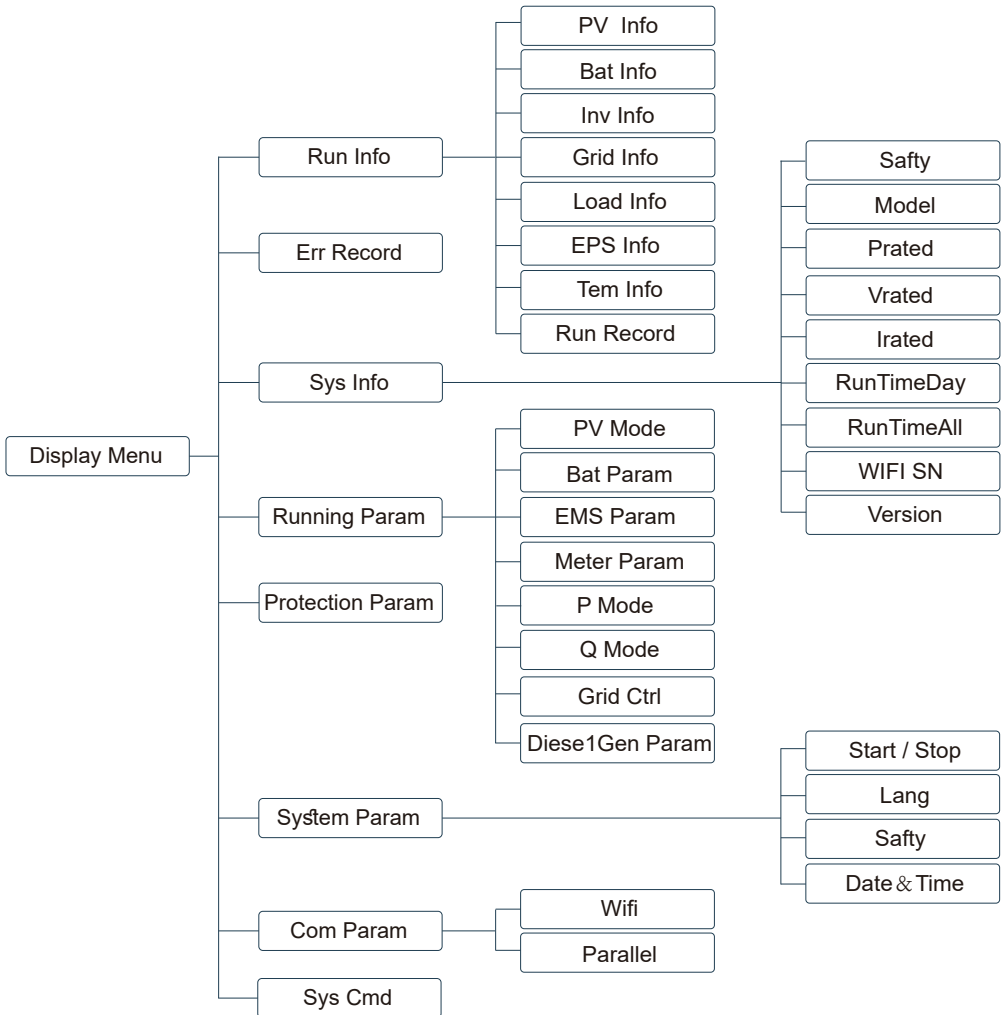 Display Menu
Run Info
PV Info
Bat Info
Inv Info
Grid Info
Load Info
EPS Info
Tem Info
Run Record
Err Record
Sys Info
Safty
Model
Prated
Vrated
Irated
RunTimeDay
RunTimeAll
WIFI SN
Version
Running Param
PV Mode
Bat Param
EMS Param
Meter Param
P Mode
Q Mode
Grid Ctrl
Diese1Gen Param
Protection Param
System Param
Start / Stop
Lang
Safty
Date & Time
Com Param
Wifi
Parallel
Sys Cmd